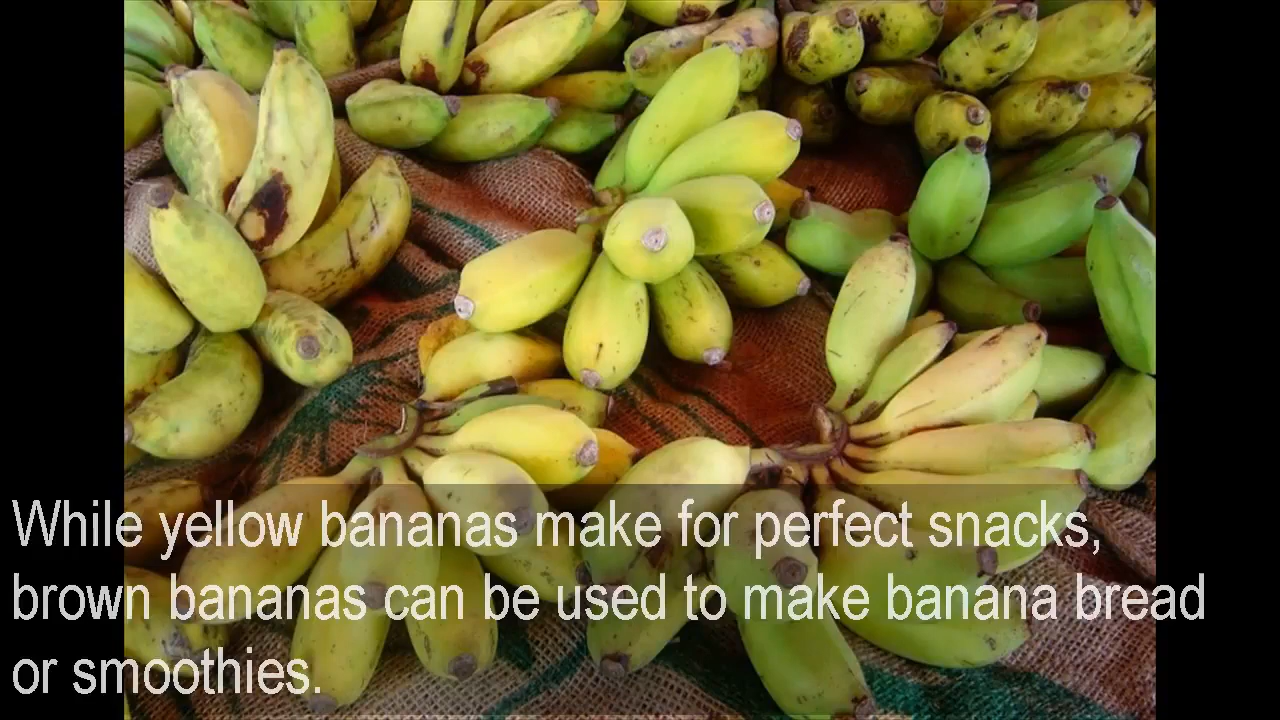 While yellow bananas make for perfect snacks,
brown bananas can be used to make banana bread
or smoothies.